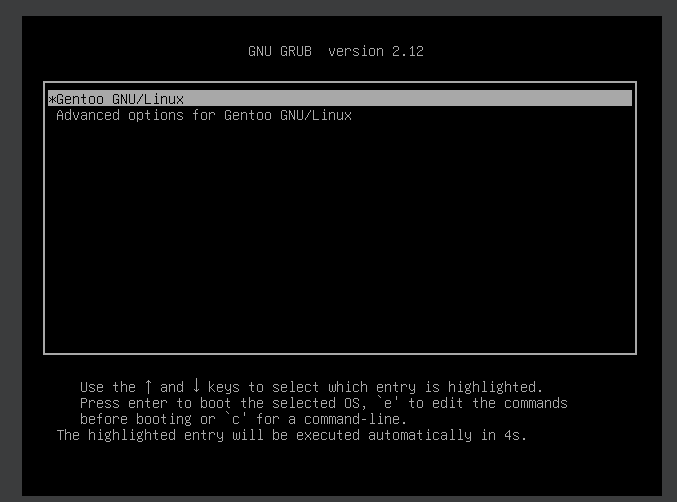 GNU GRUB  version 2.12
*Gentoo GNU/Linux
Advanced options for Gentoo GNU/Linux
Use the ↑ and ↓ keys to select which entry is highlighted.
Press enter to boot the selected OS, `e' to edit the commands
before booting or `c' for a command-line.
The highlighted entry will be executed automatically in 4s.